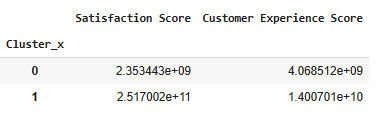 Satisfaction Score Customer Experience Score
Cluster_x
0 2.353443e+09 4.068512e+09
1 2.517002e+11 1.400701e+10